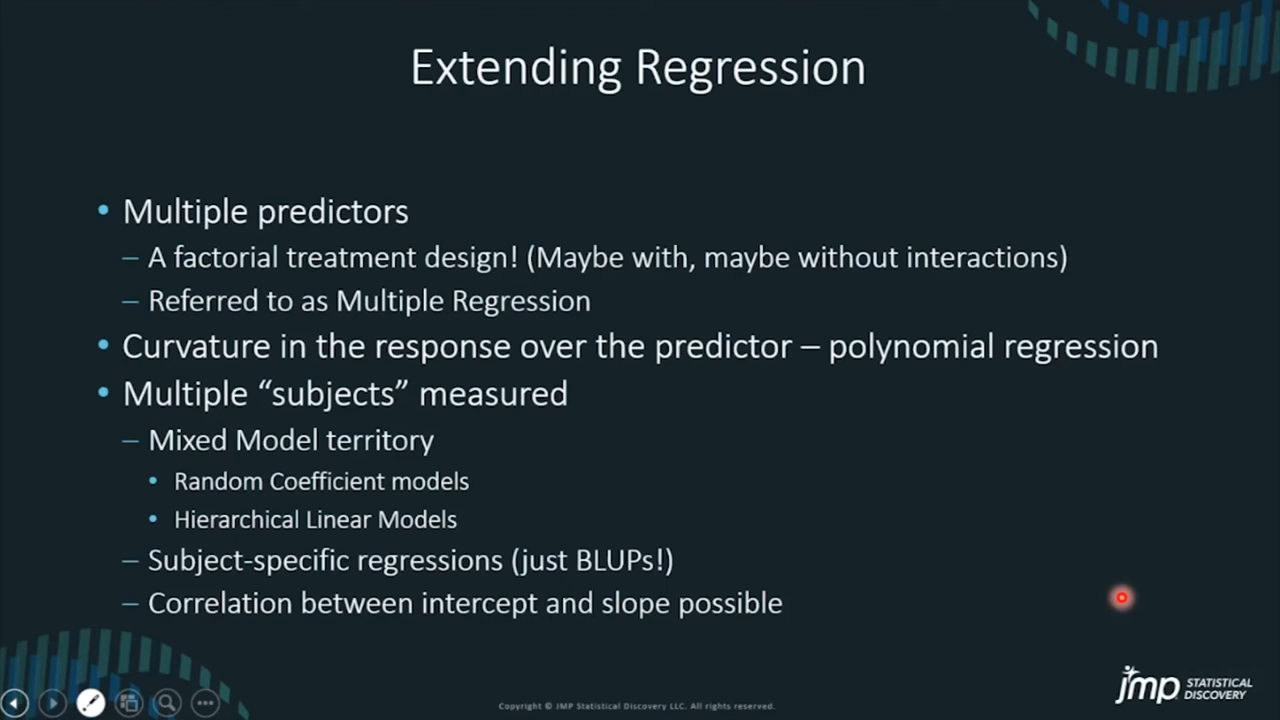 Extending Regression
• Multiple predictors
– A factorial treatment design! (Maybe with, maybe without interactions)
– Referred to as Multiple Regression
• Curvature in the response over the predictor – polynomial regression
• Multiple “subjects” measured
– Mixed Model territory
• Random Coefficient models
• Hierarchical Linear Models
– Subject-specific regressions (just BLUPs!)
– Correlation between intercept and slope possible
jmp STATISTICAL DISCOVERY
Copyright © JMP Statistical Discovery LLC. All rights reserved.